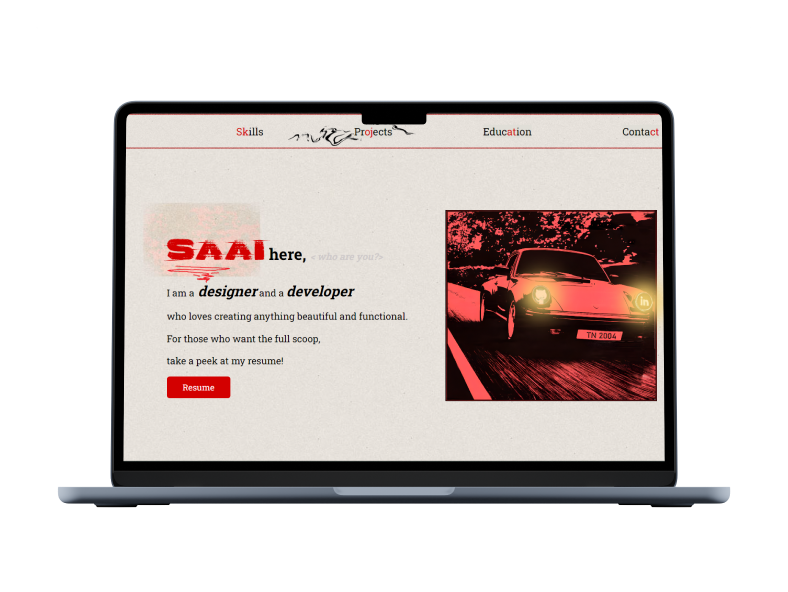 Skills Projects Education Contact
SAAI here, « who are you?»
I am a designer and a developer
who loves creating anything beautiful and functional.
For those who want the full scoop,
take a peek at my resume!
Resume
in
TN 2004